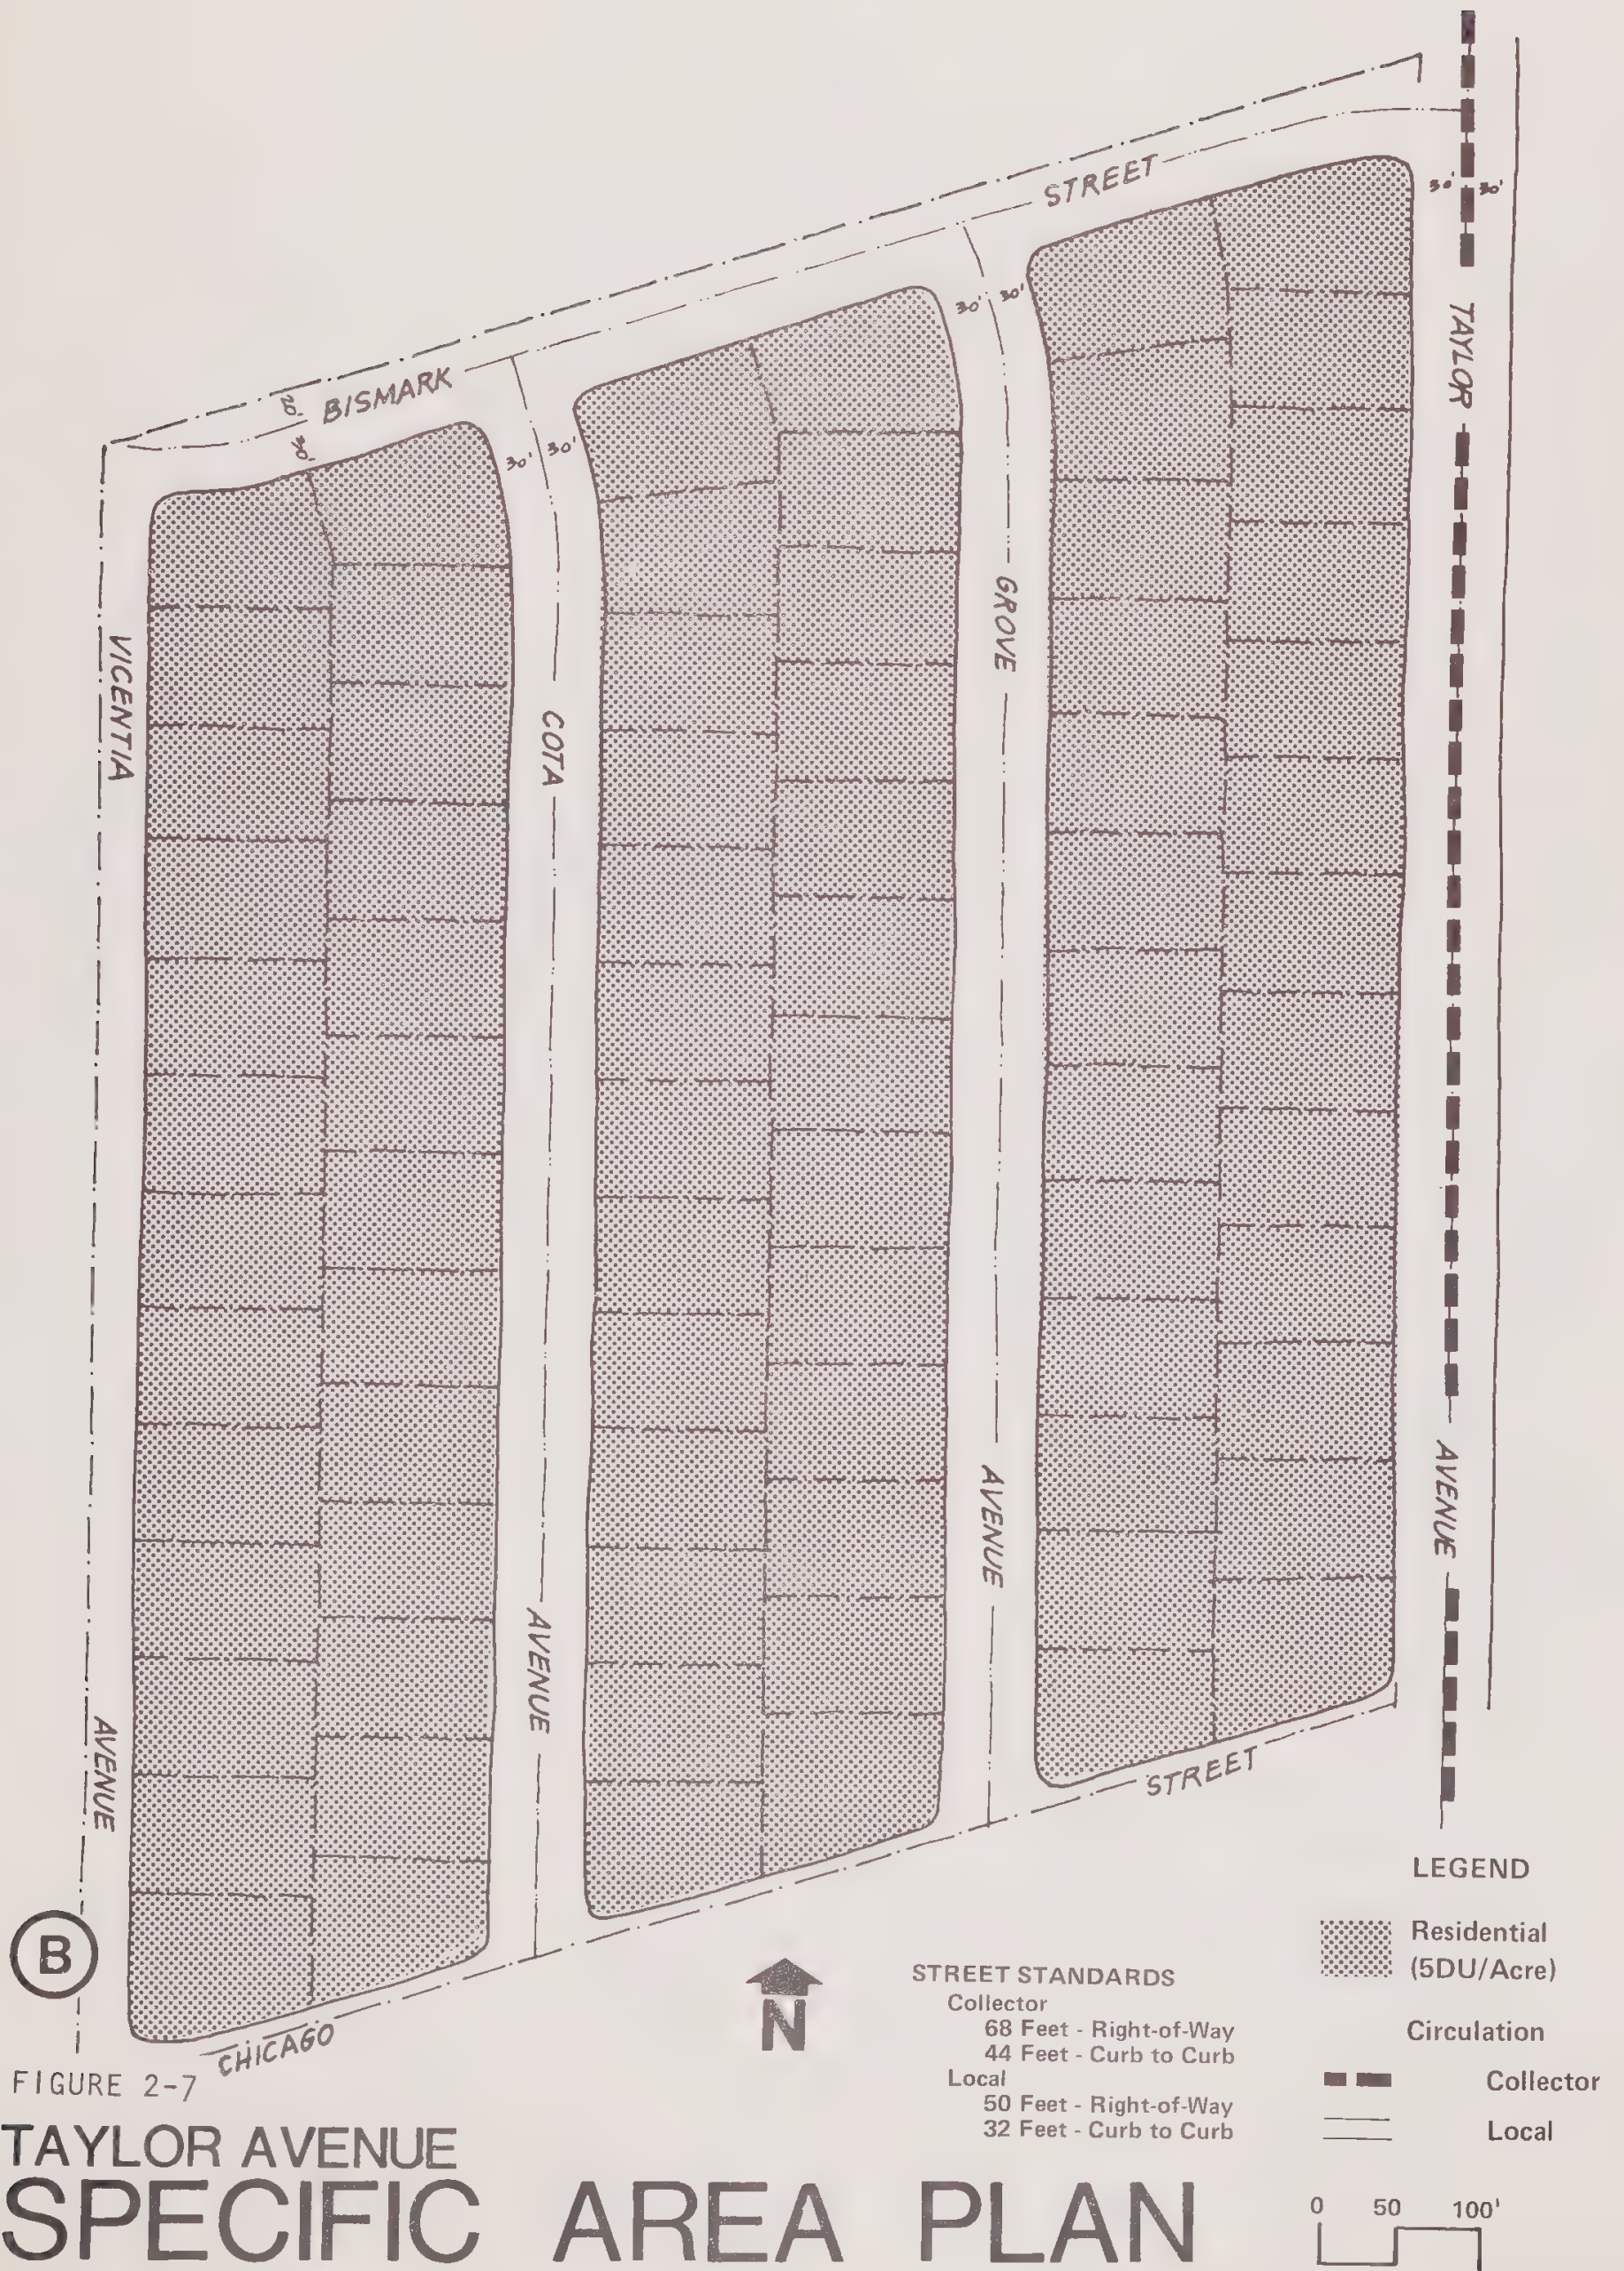 STREET
30' 30'
30' 30'
TAYLOR
BISMARK
20'
30'
30' 30'
GROVE
VICENTIA
COTA
AVENUE
AVENUE
AVENUE
AVENUE
STREET
LEGEND
Residential
(5DU/Acre)
B
STREET STANDARDS
Collector
68 Feet - Right-of-Way
44 Feet - Curb to Curb
Local
50 Feet - Right-of-Way
32 Feet - Curb to Curb
Circulation
Collector
Local
N
CHICAGO
FIGURE 2-7
TAYLOR AVENUE
SPECIFIC AREA PLAN
0 50 100'